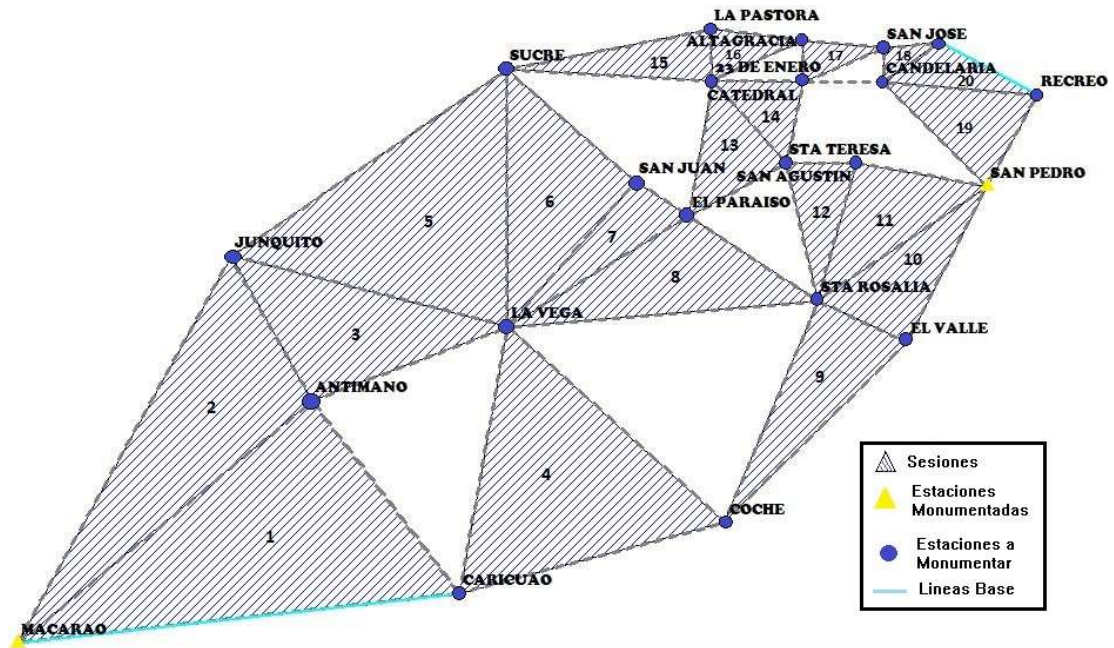 LA PASTORA
ALTAGRACIA
SAN JOSE
SUCRE
16
17
18
15
23 DE ENERO
CANDELARIA
20
RECREO
CATEDRAL
14
19
13
STA TERESA
SAN JUAN
SAN AGUSTIN
SAN PEDRO
EL PARAISO
6
12
11
5
7
JUNQUITO
10
8
STA ROSALIA
LA VEGA
3
EL VALLE
9
ANTIMANO
2
4
Sesiones
Estaciones
Monumentadas
COCHE
1
Estaciones a
Monumentar
CARICUAO
Lineas Base
MACARAO